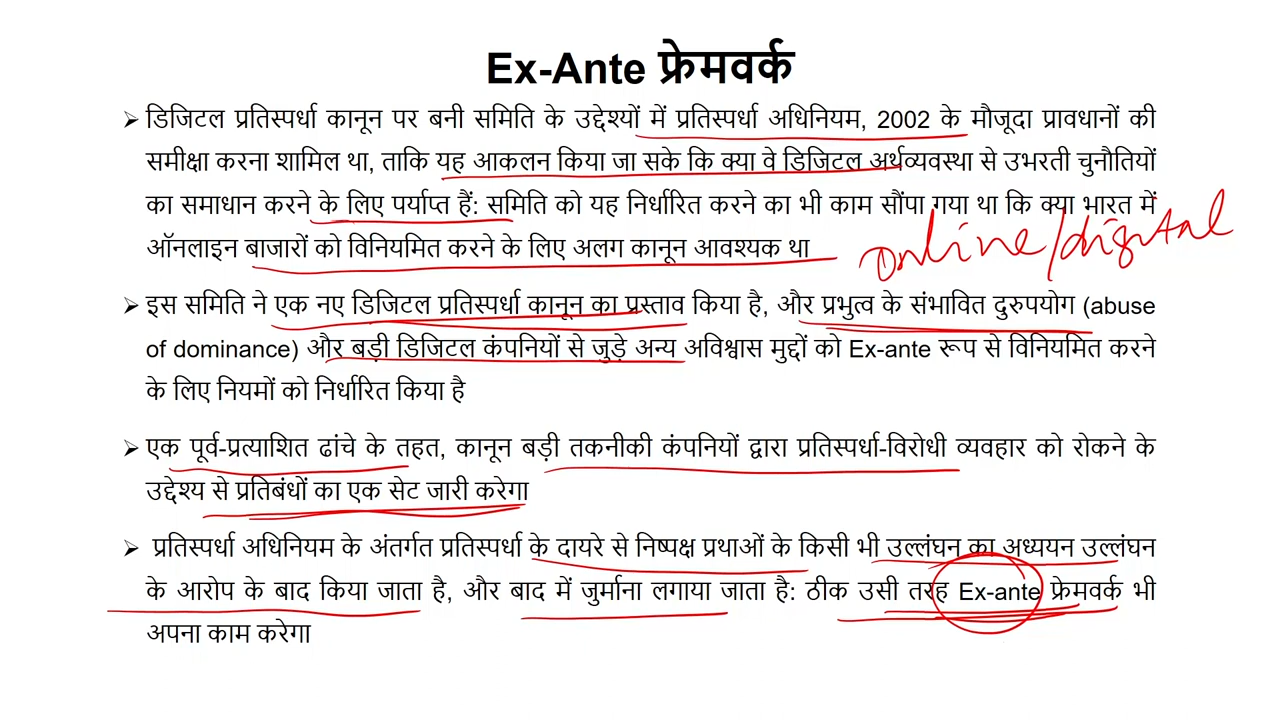 Ex-Ante फ्रेमवर्क
➢ डिजिटल प्रतिस्पर्धा कानून पर बनी समिति के उद्देश्यों में प्रतिस्पर्धा अधिनियम, 2002 के मौजूदा प्रावधानों की
समीक्षा करना शामिल था, ताकि यह आकलन किया जा सके कि क्या वे डिजिटल अर्थव्यवस्था से उभरती चुनौतियों
का समाधान करने के लिए पर्याप्त हैं: समिति को यह निर्धारित करने का भी काम सौंपा गया था कि क्या भारत में
ऑनलाइन बाजारों को विनियमित करने के लिए अलग कानून आवश्यक था
online/digital
➢ इस समिति ने एक नए डिजिटल प्रतिस्पर्धा कानून का प्रस्ताव किया है, और प्रभुत्व के संभावित दुरुपयोग (abuse
of dominance) और बड़ी डिजिटल कंपनियों से जुड़े अन्य अविश्वास मुद्दों को Ex-ante रूप से विनियमित करने
के लिए नियमों को निर्धारित किया है
➢ एक पूर्व-प्रत्याशित ढांचे के तहत, कानून बड़ी तकनीकी कंपनियों द्वारा प्रतिस्पर्धा-विरोधी व्यवहार को रोकने के
उद्देश्य से प्रतिबंधों का एक सेट जारी करेगा
➢ प्रतिस्पर्धा अधिनियम के अंतर्गत प्रतिस्पर्धा के दायरे से निष्पक्ष प्रथाओं के किसी भी उल्लंघन का अध्ययन उल्लंघन
के आरोप के बाद किया जाता है, और बाद में जुर्माना लगाया जाता है: ठीक उसी तरह Ex-ante फ्रेमवर्क भी
अपना काम करेगा